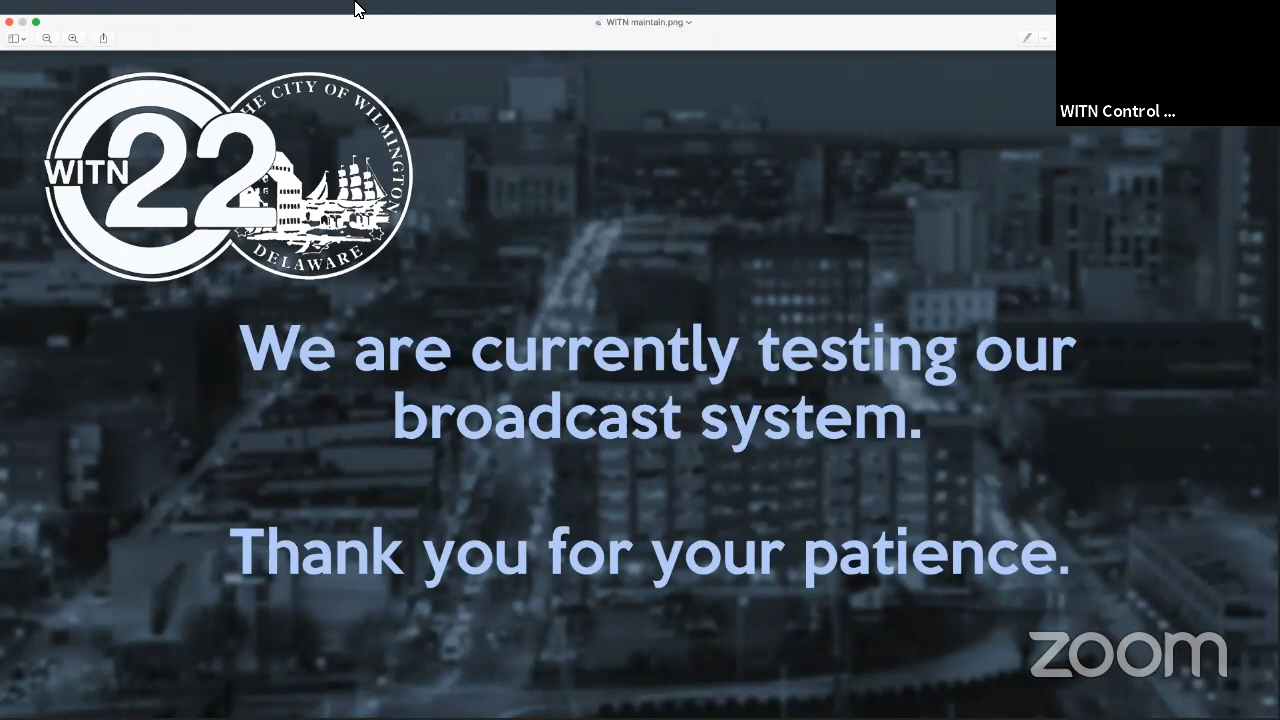 WITN maintain.png
WITN Control ...
THE CITY OF WILMINGTON
WITN 22
DELAWARE
We are currently testing our
broadcast system.
Thank you for your patience.
zoom